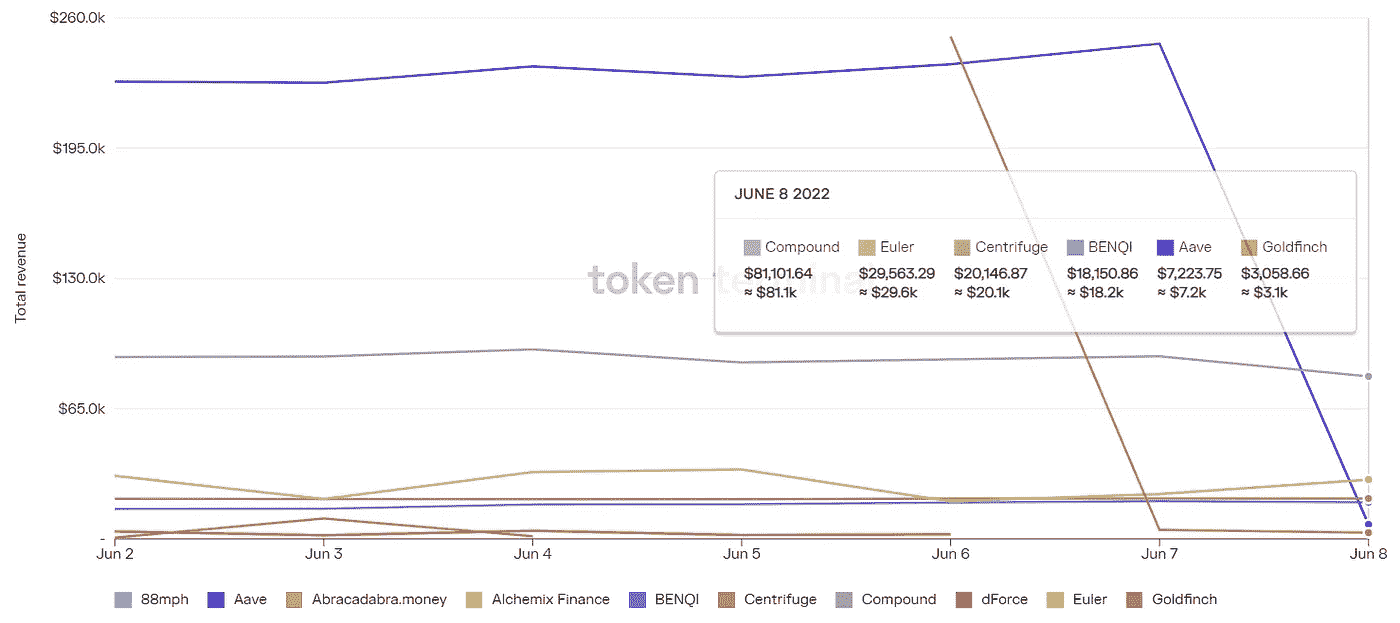 $260.0k
$195.0k
$130.0k
$65.0k
-
Total revenue
token terminal
JUNE 8 2022
Compound Euler Centrifuge BENQI Aave Goldfinch
$81,101.64 $29,563.29 $20,146.87 $18,150.86 $7,223.75 $3,058.66
≈ $81.1k ≈ $29.6k ≈ $20.1k ≈ $18.2k ≈ $7.2k ≈ $3.1k
Jun 2 Jun 3 Jun 4 Jun 5 Jun 6 Jun 7 Jun 8
88mph Aave Abracadabra.money Alchemix Finance BENQI Centrifuge Compound dForce Euler Goldfinch